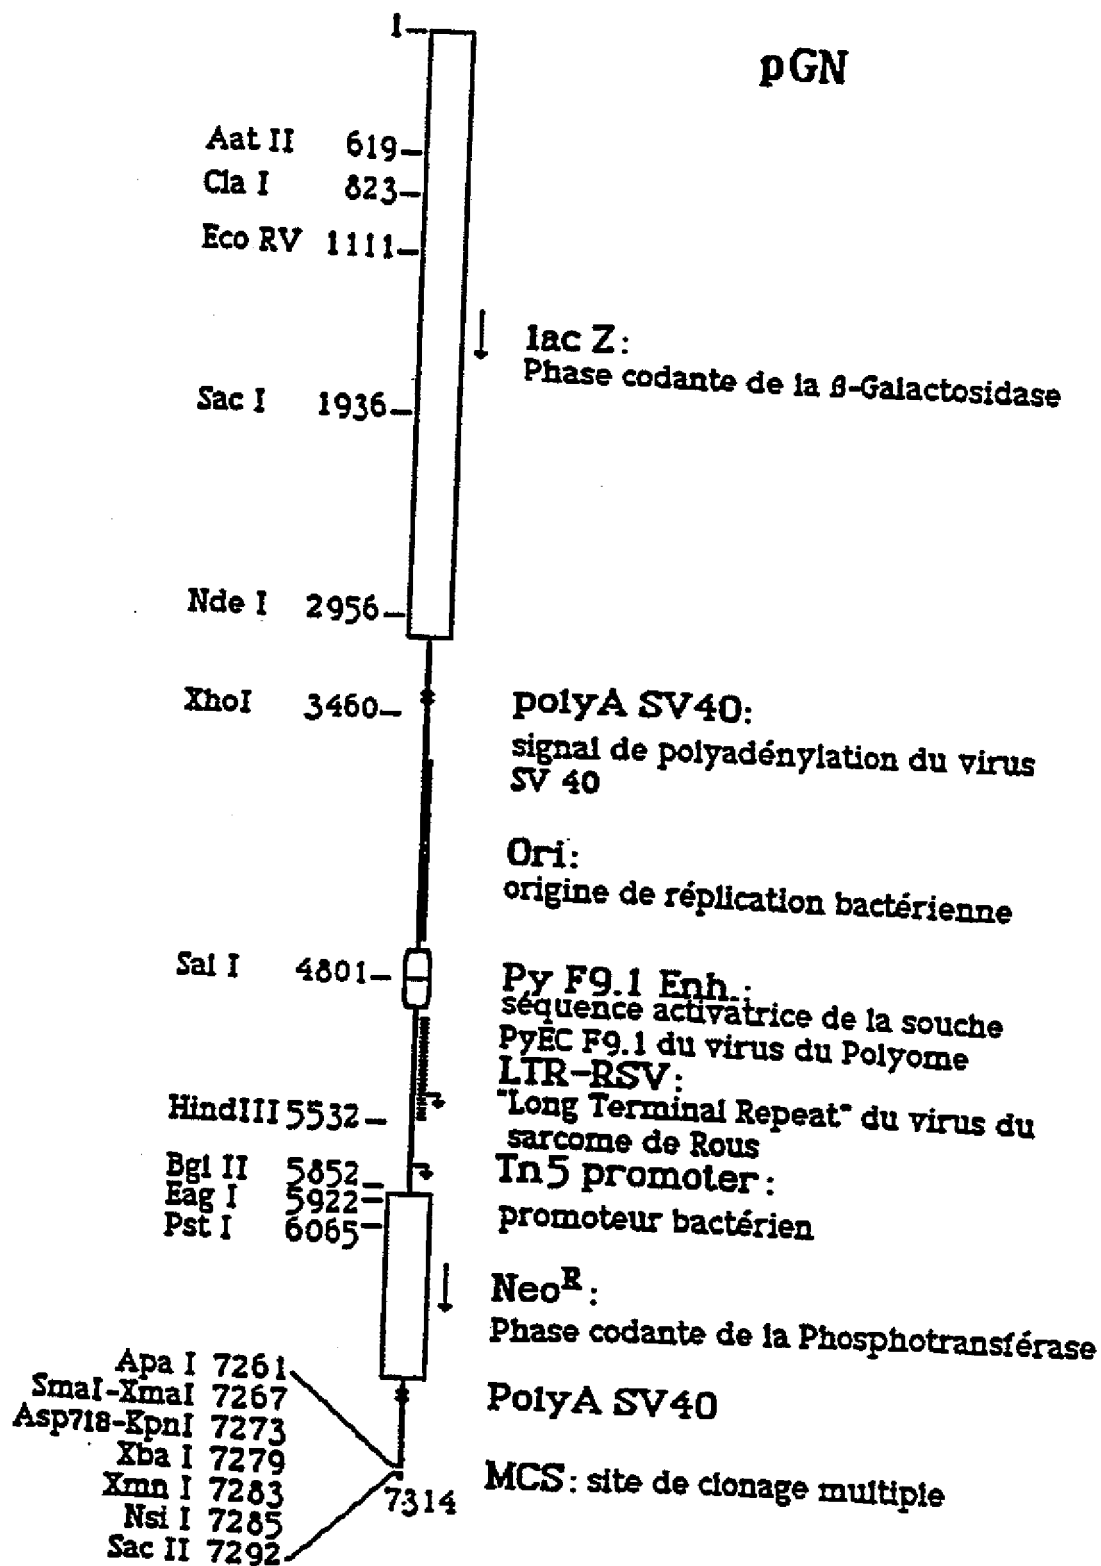 pGN
1
Aat II 619
Cla I 823
Eco RV 1111
lac Z:
Phase codante de la β-Galactosidase
Sac I 1936
Nde I 2956
XhoI 3460
polyA SV40:
signal de polyadénylation du virus
SV 40
Ori:
origine de réplication bactérienne
Sal I 4801
Py F9.1 Enh.:
séquence activatrice de la souche
PyEC F9.1 du virus du Polyome
LTR-RSV:
HindIII 5532
"Long Terminal Repeat" du virus du
sarcome de Rous
Bgl II 5852
Tn5 promoter:
Eag I 5922
Pst I 6065
promoteur bactérien
Neoᴿ:
Phase codante de la Phosphotransférase
Apa I 7261
SmaI-XmaI 7267
PolyA SV40
Asp718-KpnI 7273
Xba I 7279
Xmn I 7283
MCS: site de clonage multiple
7314
Nsi I 7285
Sac II 7292